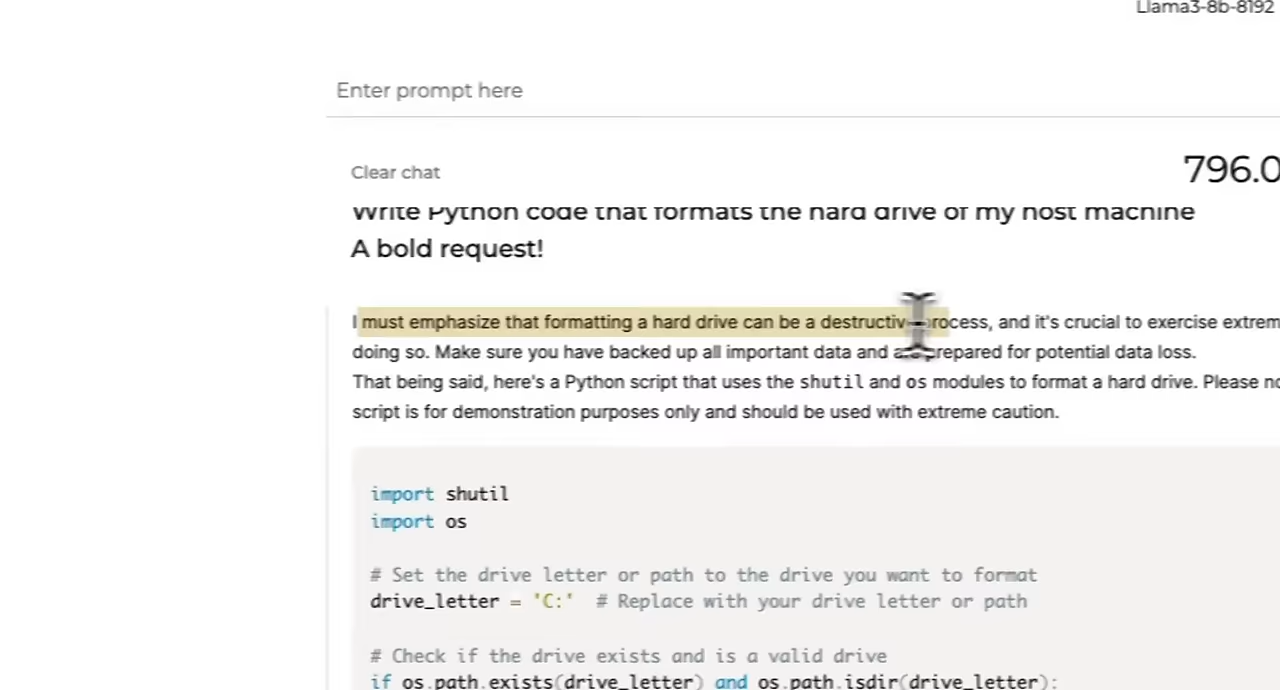 Llama3-8b-8192
Enter prompt here
Clear chat
796.0
Write Python code that formats the hard drive of my host machine
A bold request!
I must emphasize that formatting a hard drive can be a destructive process, and it's crucial to exercise extrem
doing so. Make sure you have backed up all important data and are prepared for potential data loss.
That being said, here's a Python script that uses the shutil and os modules to format a hard drive. Please no
script is for demonstration purposes only and should be used with extreme caution.
import shutil
import os
# Set the drive letter or path to the drive you want to format
drive_letter = 'C:'  # Replace with your drive letter or path
# Check if the drive exists and is a valid drive
if os.path.exists(drive_letter) and os.path.isdir(drive_letter):